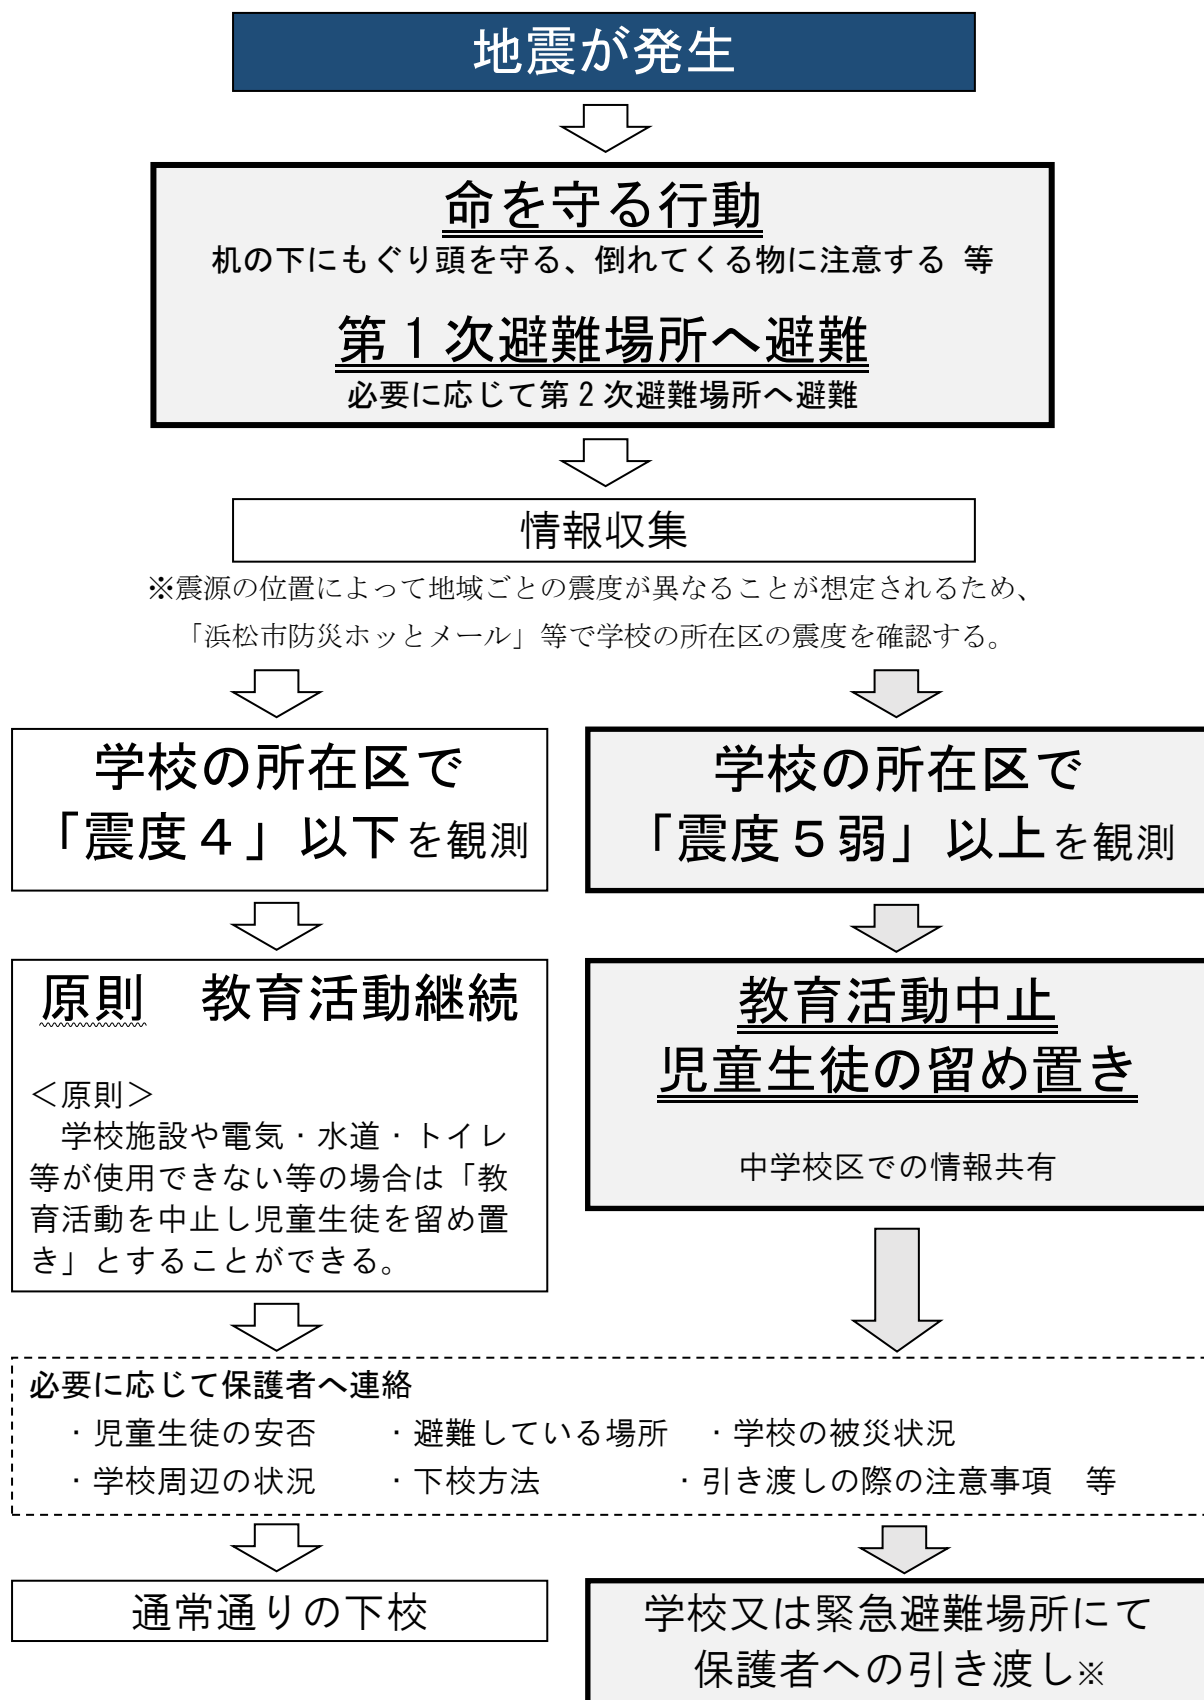 地震が発生
命を守る行動
机の下にもぐり頭を守る、倒れてくる物に注意する 等
第1次避難場所へ避難
必要に応じて第2次避難場所へ避難
情報収集
※震源の位置によって地域ごとの震度が異なることが想定されるため、
「浜松市防災ホッとメール」等で学校の所在区の震度を確認する。
学校の所在区で
「震度４」以下を観測
学校の所在区で
「震度５弱」以上を観測
原則　教育活動継続
＜原則＞
学校施設や電気・水道・トイレ
等が使用できない等の場合は「教
育活動を中止し児童生徒を留め置
き」とすることができる。
教育活動中止
児童生徒の留め置き
中学校区での情報共有
必要に応じて保護者へ連絡
・児童生徒の安否　・避難している場所　・学校の被災状況
・学校周辺の状況　・下校方法　・引き渡しの際の注意事項　等
通常通りの下校
学校又は緊急避難場所にて
保護者への引き渡し※